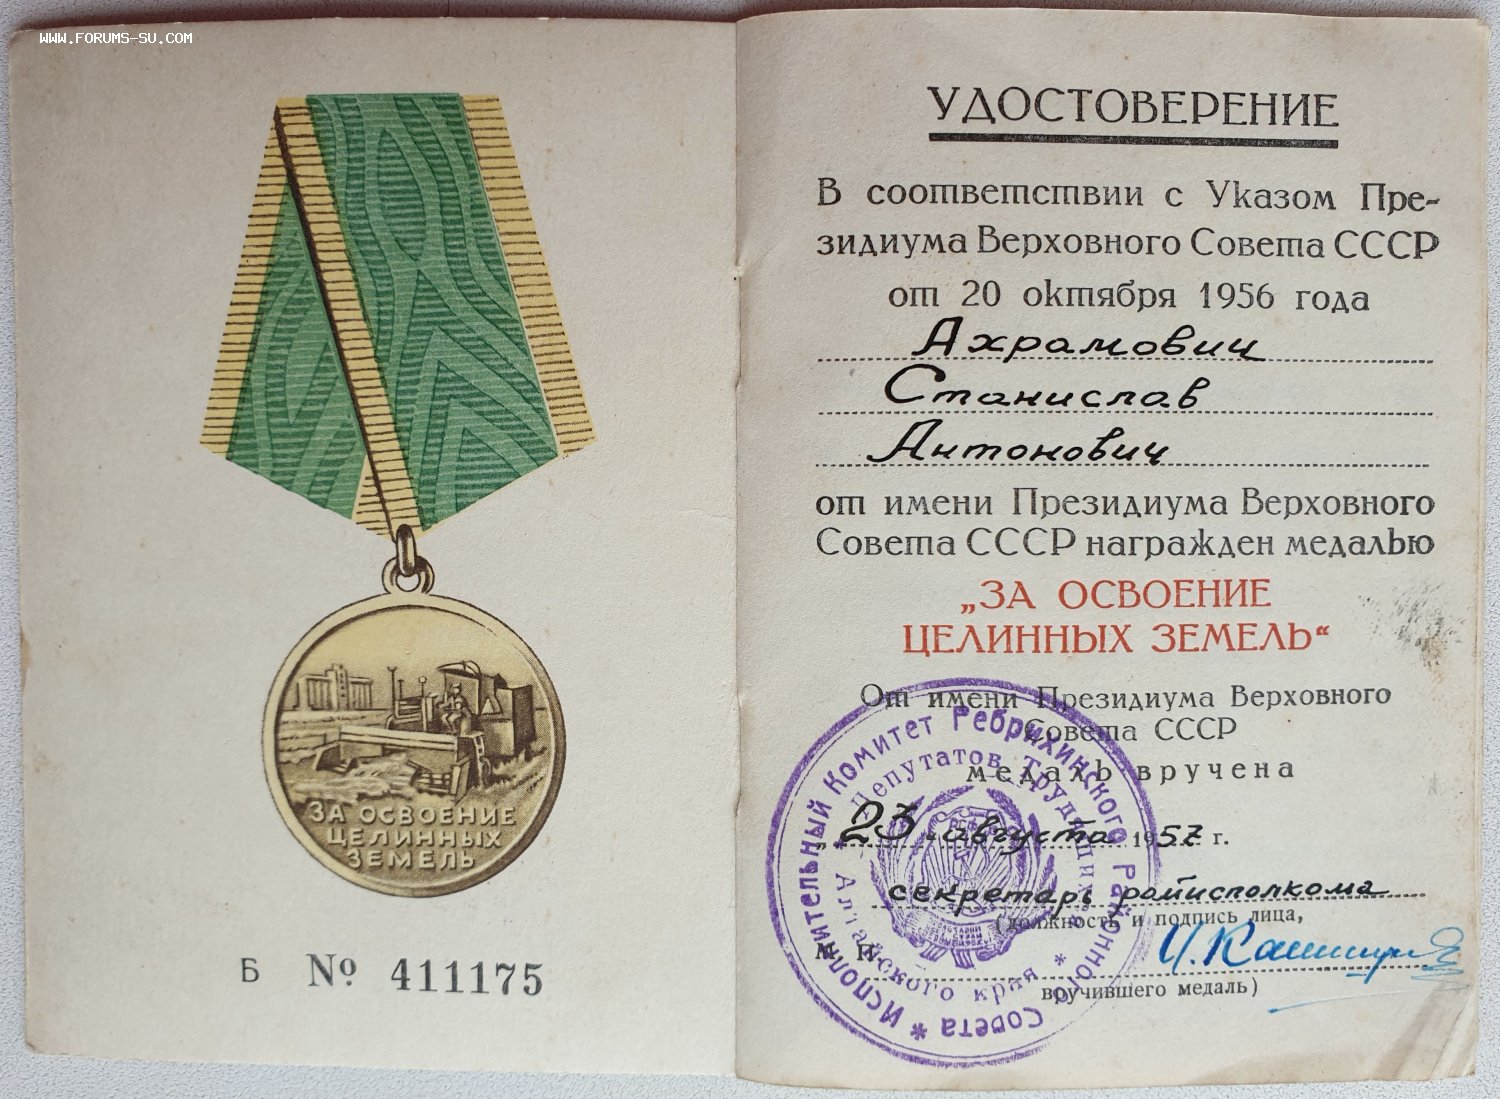 WWW.FORUMS-SU.COM
ЗА ОСВОЕНИЕ
ЦЕЛИННЫХ
ЗЕМЕЛЬ
Б № 411175
УДОСТОВЕРЕНИЕ
В соответствии с Указом Пре-
зидиума Верховного Совета СССР
от 20 октября 1956 года
Ахрамович
Станислав
Антонович
от имени Президиума Верховного
Совета СССР награжден медалью
„ЗА ОСВОЕНИЕ
ЦЕЛИННЫХ ЗЕМЕЛЬ“
От имени Президиума Верховного
Совета СССР
медаль вручена
„23“ августа 1957 г.
секретарь райисполкома
(должность и подпись лица,
М. П.
вручившего медаль)
* Исполнительный комитет Ребрихинского Районного Совета
Депутатов Трудящихся * Алтайского края *